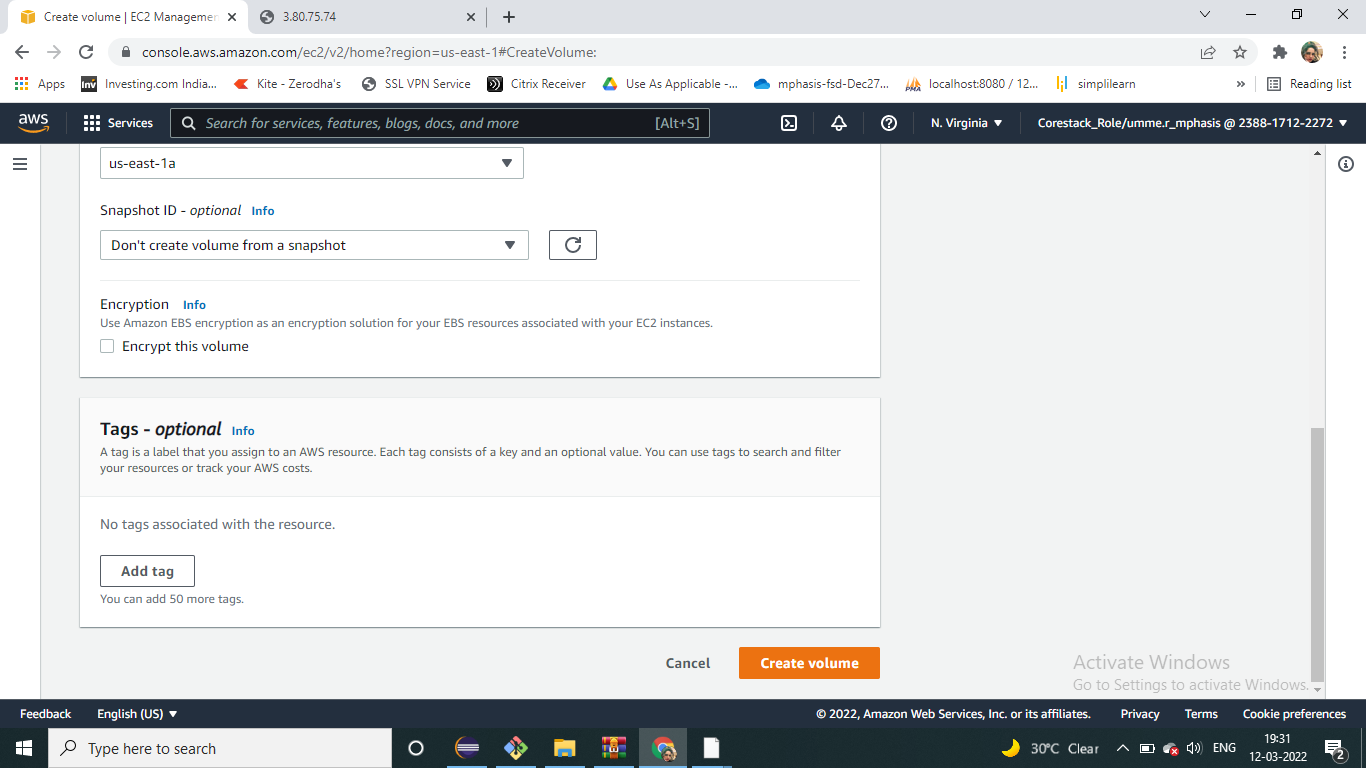 Create volume | EC2 Managemen
3.80.75.74
console.aws.amazon.com/ec2/v2/home?region=us-east-1#CreateVolume:
Apps
Inv
Investing.com India...
Kite - Zerodha's
SSL VPN Service
Citrix Receiver
Use As Applicable -...
mphasis-fsd-Dec27...
localhost:8080 / 12...
simplilearn
»
Reading list
aws
Services
Search for services, features, blogs, docs, and more
[Alt+S]
N. Virginia
Corestack_Role/umme.r_mphasis @ 2388-1712-2272
us-east-1a
Snapshot ID - optional Info
Don't create volume from a snapshot
Encryption Info
Use Amazon EBS encryption as an encryption solution for your EBS resources associated with your EC2 instances.
Encrypt this volume
Tags - optional Info
A tag is a label that you assign to an AWS resource. Each tag consists of a key and an optional value. You can use tags to search and filter
your resources or track your AWS costs.
No tags associated with the resource.
Add tag
You can add 50 more tags.
Cancel
Create volume
Activate Windows
Go to Settings to activate Windows.
Feedback
English (US)
© 2022, Amazon Web Services, Inc. or its affiliates.
Privacy
Terms
Cookie preferences
Type here to search
30°C Clear
ENG
19:31
12-03-2022
2